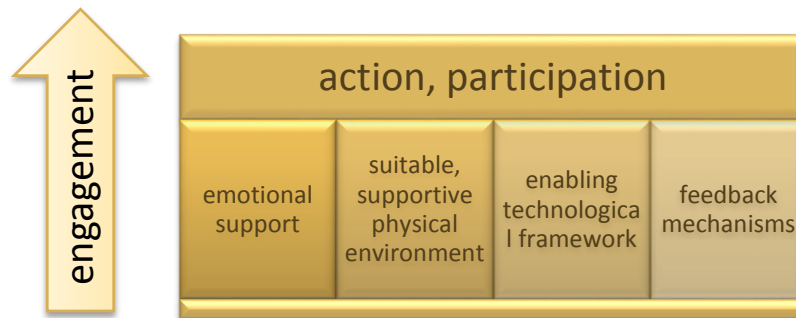 engagement
action, participation
emotional
support
suitable,
supportive
physical
environment
enabling
technologica
l framework
feedback
mechanisms